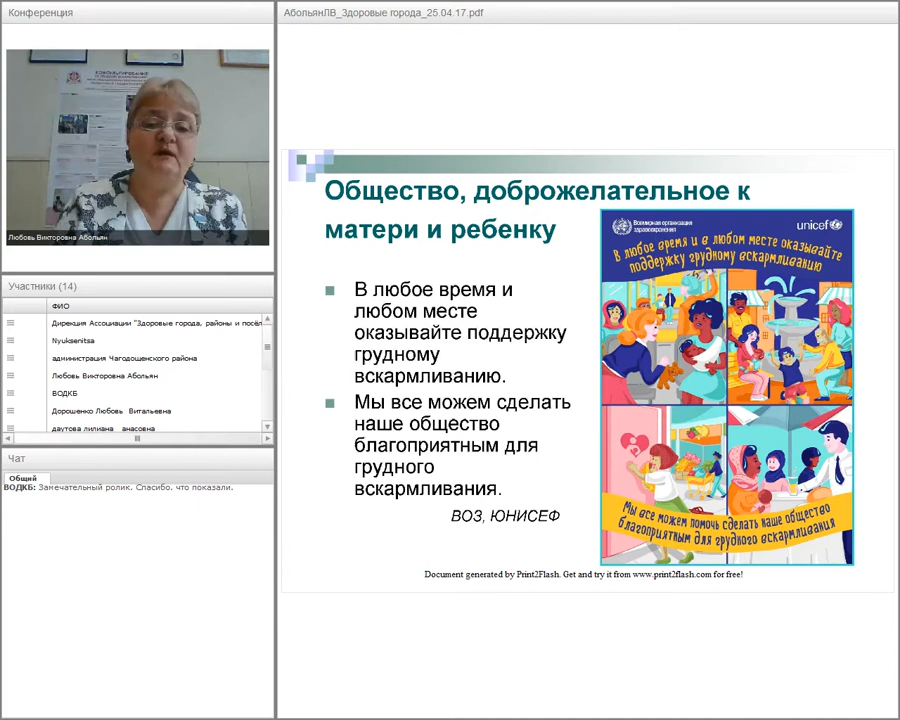 Конференция
КОНСУЛЬТИРОВАНИЕ
Любовь Викторовна Абольян
Участники (14)
ФИО
Дирекция Ассоциации "Здоровые города, районы и посёл
Nyuksenitsa
администрация Чагодощенского района
Любовь Викторовна Абольян
ВОДКБ
Дорошенко Любовь Витальевна
даутова лилиана _анасовна
Чат
Общий
ВОДКБ: Замечательный ролик. Спасибо. что показали.
АбольянЛВ_Здоровые города_25.04.17.pdf
Общество, доброжелательное к
матери и ребенку
В любое время и
любом месте
оказывайте поддержку
грудному
вскармливанию.
Мы все можем сделать
наше общество
благоприятным для
грудного
вскармливания.
ВОЗ, ЮНИСЕФ
Всемирная организация
здравоохранения
unicef
В любое время и в любом месте оказывайте
поддержку грудному вскармливанию
Мы все можем помочь сделать наше общество
благоприятным для грудного вскармливания
Document generated by Print2Flash. Get and try it from www.print2flash.com for free!